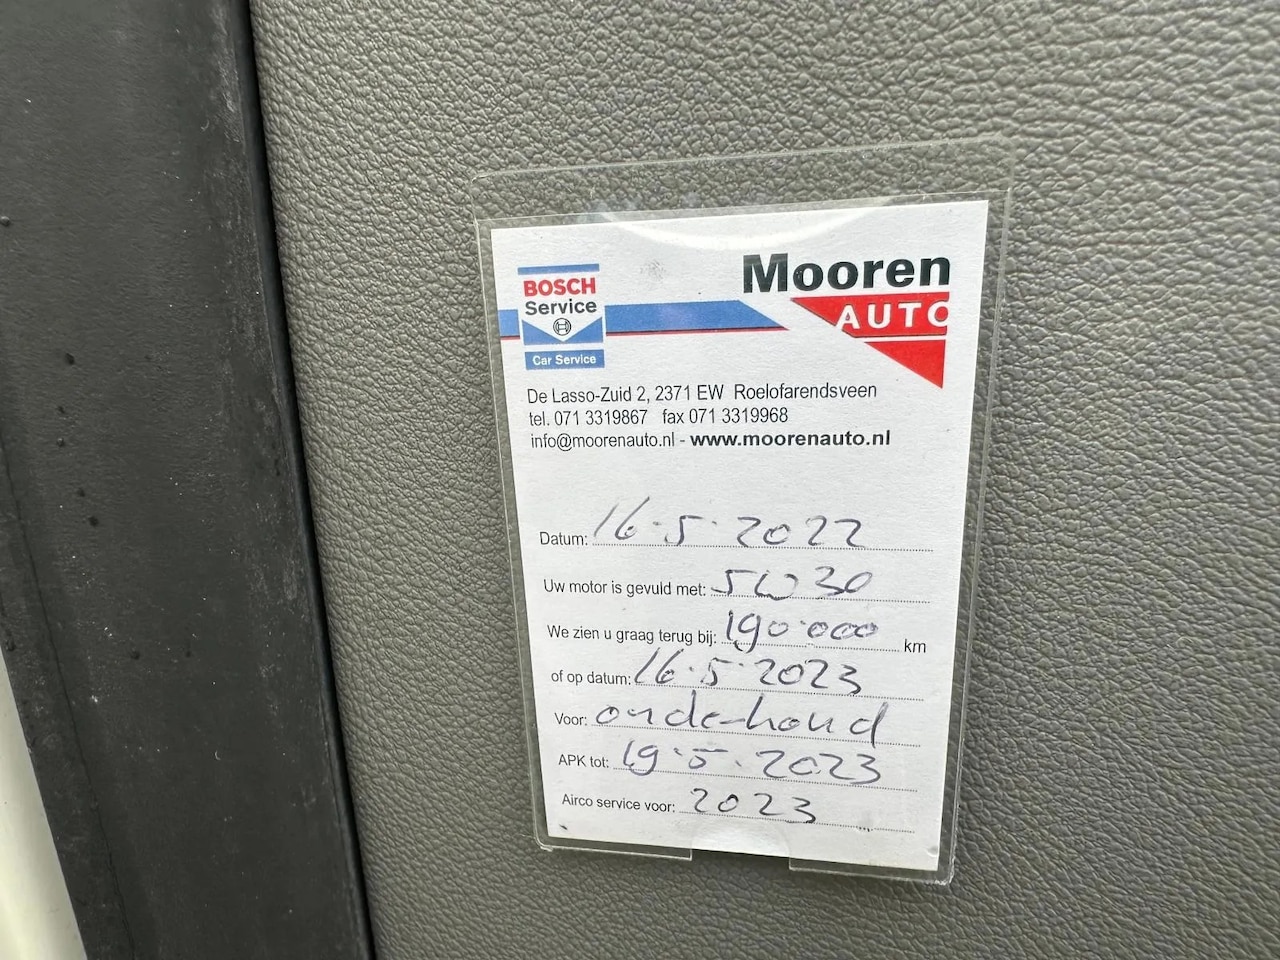 BOSCH
Service
Car Service
Mooren
AUTO
De Lasso-Zuid 2, 2371 EW Roelofarendsveen
tel. 071 3319867 fax 071 3319968
info@moorenauto.nl - www.moorenauto.nl
Datum: 16-5-2022
Uw motor is gevuld met: 5W30
We zien u graag terug bij: 190.000 km
of op datum: 16-5-2023
Voor: onderhoud
APK tot: 19-5-2023
Airco service voor: 2023